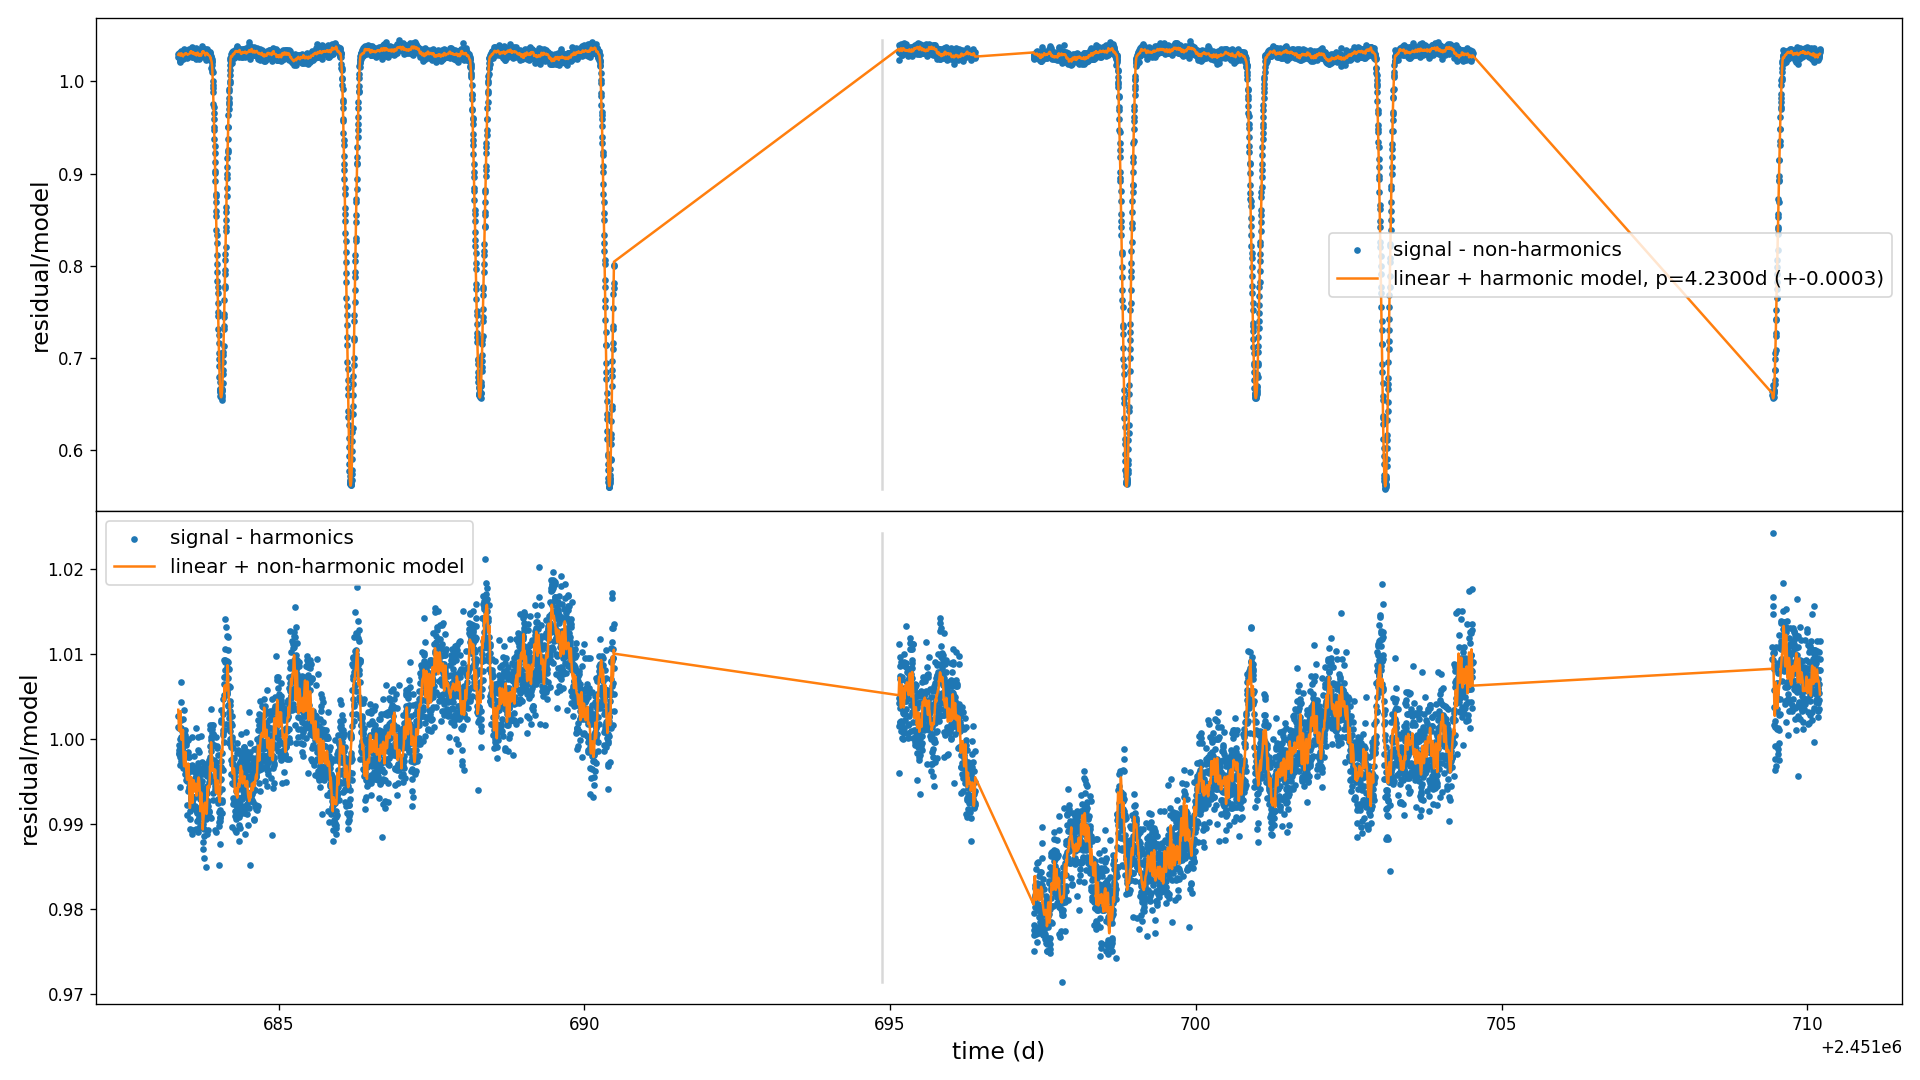 1.0
0.9
0.8
0.7
0.6
residual/model
signal - non-harmonics
linear + harmonic model, p=4.2300d (+-0.0003)
signal - harmonics
linear + non-harmonic model
1.02
1.01
1.00
0.99
0.98
0.97
residual/model
685
690
695
700
705
710
time (d)
+2.451e6